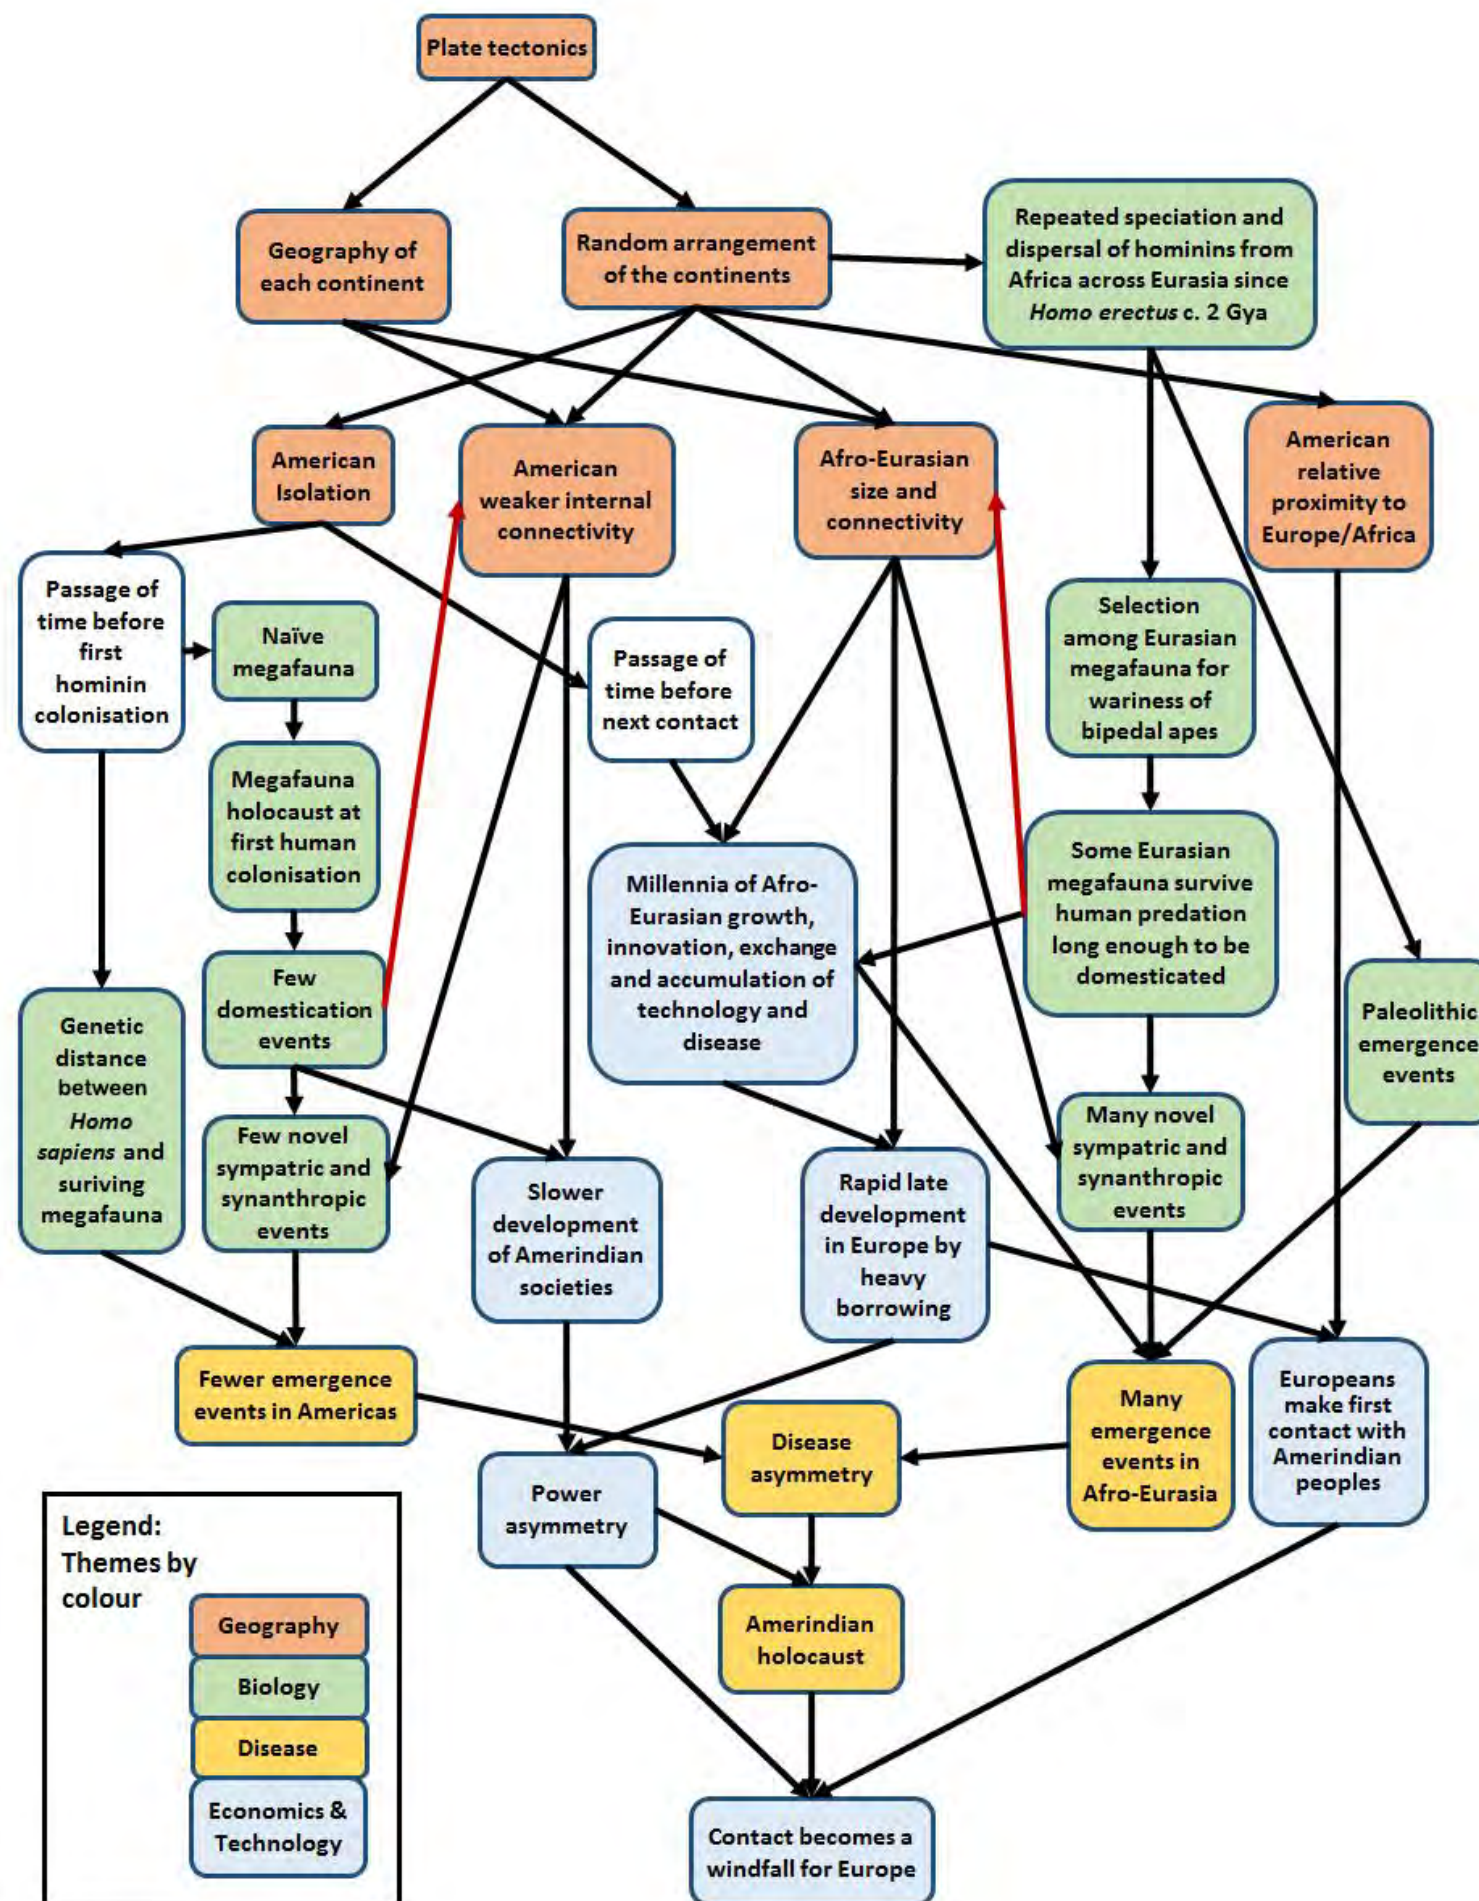 Plate tectonics
Geography of
each continent
Random arrangement
of the continents
Repeated speciation and
dispersal of hominins from
Africa across Eurasia since
Homo erectus c. 2 Gya
American
Isolation
American
weaker internal
connectivity
Afro-Eurasian
size and
connectivity
American
relative
proximity to
Europe/Africa
Passage of
time before
first
hominin
colonisation
Naïve
megafauna
Passage of
time before
next contact
Selection
among Eurasian
megafauna for
wariness of
bipedal apes
Megafauna
holocaust at
first human
colonisation
Millennia of Afro-
Eurasian growth,
innovation, exchange
and accumulation of
technology and
disease
Some Eurasian
megafauna survive
human predation
long enough to be
domesticated
Few
domestication
events
Paleolithic
emergence
events
Genetic
distance
between
Homo
sapiens and
suriving
megafauna
Few novel
sympatric and
synanthropic
events
Slower
development
of Amerindian
societies
Rapid late
development
in Europe by
heavy
borrowing
Many novel
sympatric and
synanthropic
events
Fewer emergence
events in Americas
Disease
asymmetry
Many
emergence
events in
Afro-Eurasia
Europeans
make first
contact with
Amerindian
peoples
Power
asymmetry
Amerindian
holocaust
Contact becomes a
windfall for Europe
Legend:
Themes by
colour
Geography
Biology
Disease
Economics &
Technology